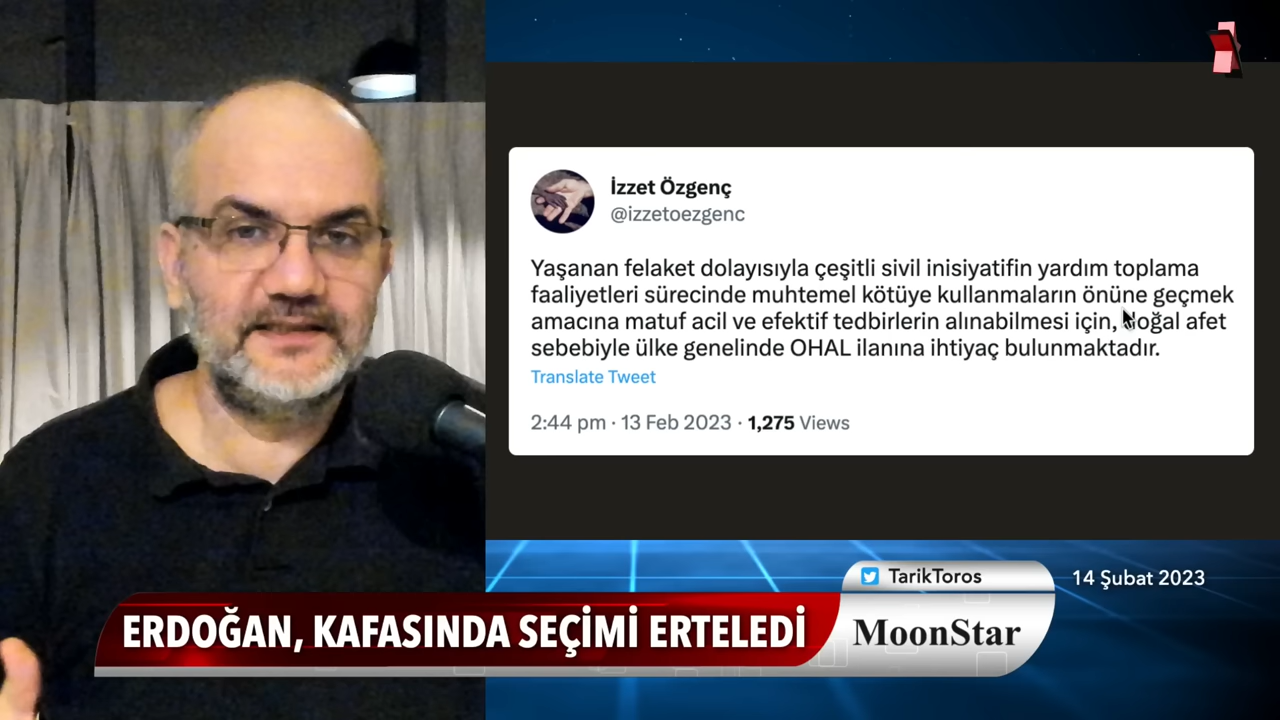 İzzet Özgenç
@izzetoezgenc
Yaşanan felaket dolayısıyla çeşitli sivil inisiyatifin yardım toplama
faaliyetleri sürecinde muhtemel kötüye kullanmaların önüne geçmek
amacına matuf acil ve efektif tedbirlerin alınabilmesi için, doğal afet
sebebiyle ülke genelinde OHAL ilanına ihtiyaç bulunmaktadır.
Translate Tweet
2:44 pm · 13 Feb 2023 · 1,275 Views
TarikToros
14 Şubat 2023
ERDOĞAN, KAFASINDA SEÇİMİ ERTELEDİ
MoonStar